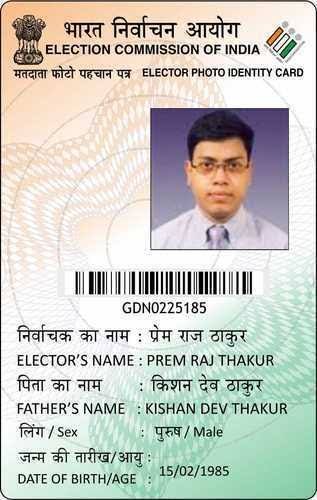 भारत निर्वाचन आयोग
ELECTION COMMISSION OF INDIA
मतदाता फोटो पहचान पत्र ELECTOR PHOTO IDENTITY CARD
GDN0225185
निर्वाचक का नाम : प्रेम राज ठाकुर
ELECTOR'S NAME : PREM RAJ THAKUR
पिता का नाम : किशन देव ठाकुर
FATHER'S NAME : KISHAN DEV THAKUR
लिंग / Sex : पुरुष / Male
जन्म की तारीख/आयु :
DATE OF BIRTH/AGE : 15/02/1985